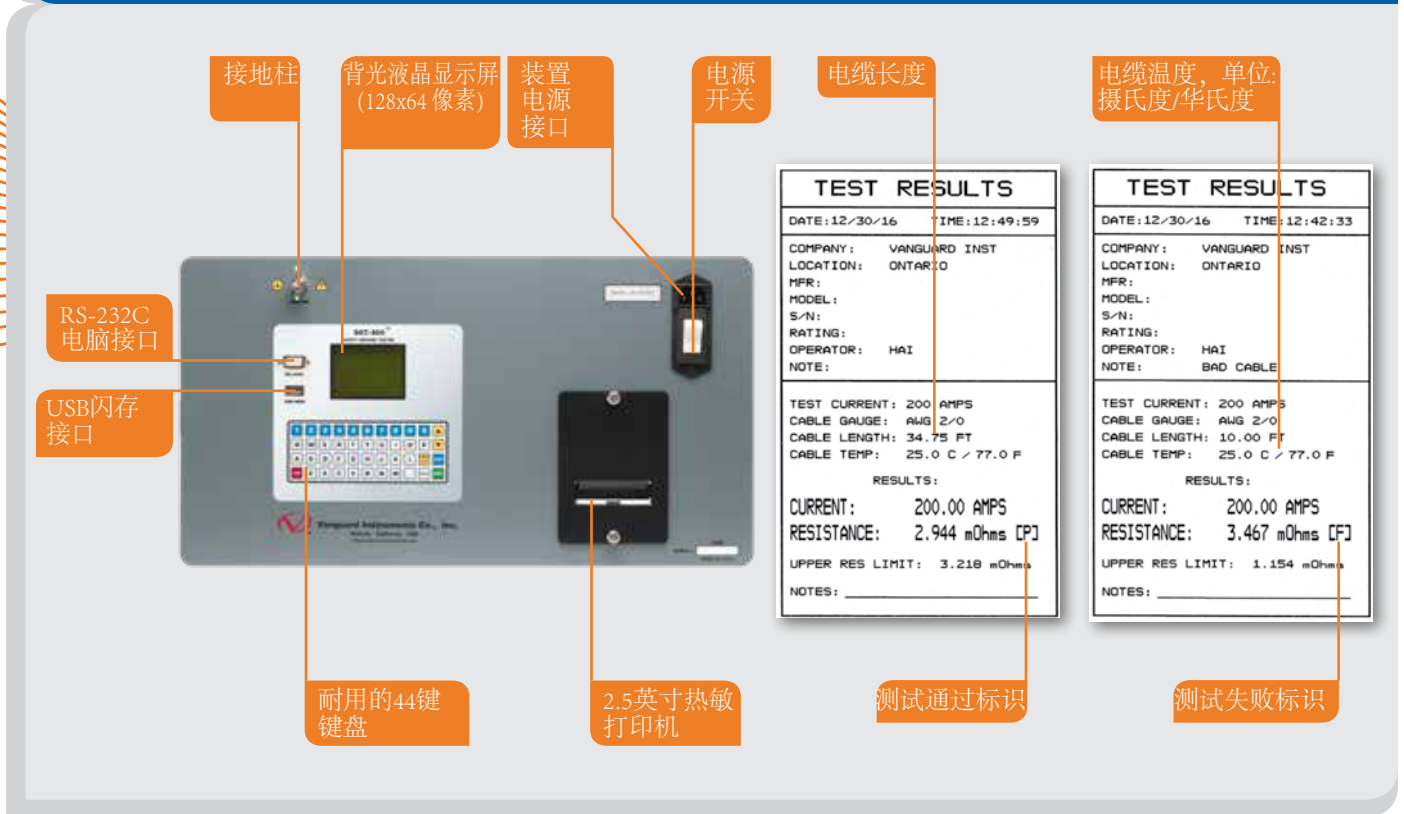 接地柱
背光液晶显示屏
(128x64 像素)
装置
电源
接口
电源
开关
电缆长度
电缆温度，单位:
摄氏度/华氏度
RS-232C
电脑接口
USB闪存
接口
Vanguard Instruments Co., Inc.
耐用的44键
键盘
2.5英寸热敏
打印机
TEST RESULTS
DATE:12/30/16 TIME:12:49:59
COMPANY: VANGUARD INST
LOCATION: ONTARIO
MFR:
MODEL:
S/N:
RATING:
OPERATOR: HAI
NOTE:
TEST CURRENT: 200 AMPS
CABLE GAUGE: AWG 2/0
CABLE LENGTH: 34.75 FT
CABLE TEMP: 25.0 C / 77.0 F
RESULTS:
CURRENT: 200.00 AMPS
RESISTANCE: 2.944 mOhms [P]
UPPER RES LIMIT: 3.218 mOhms
NOTES:
测试通过标识
TEST RESULTS
DATE:12/30/16 TIME:12:42:33
COMPANY: VANGUARD INST
LOCATION: ONTARIO
MFR:
MODEL:
S/N:
RATING:
OPERATOR: HAI
NOTE: BAD CABLE
TEST CURRENT: 200 AMPS
CABLE GAUGE: AWG 2/0
CABLE LENGTH: 10.00 FT
CABLE TEMP: 25.0 C / 77.0 F
RESULTS:
CURRENT: 200.00 AMPS
RESISTANCE: 3.467 mOhms [F]
UPPER RES LIMIT: 1.154 mOhms
NOTES:
测试失败标识